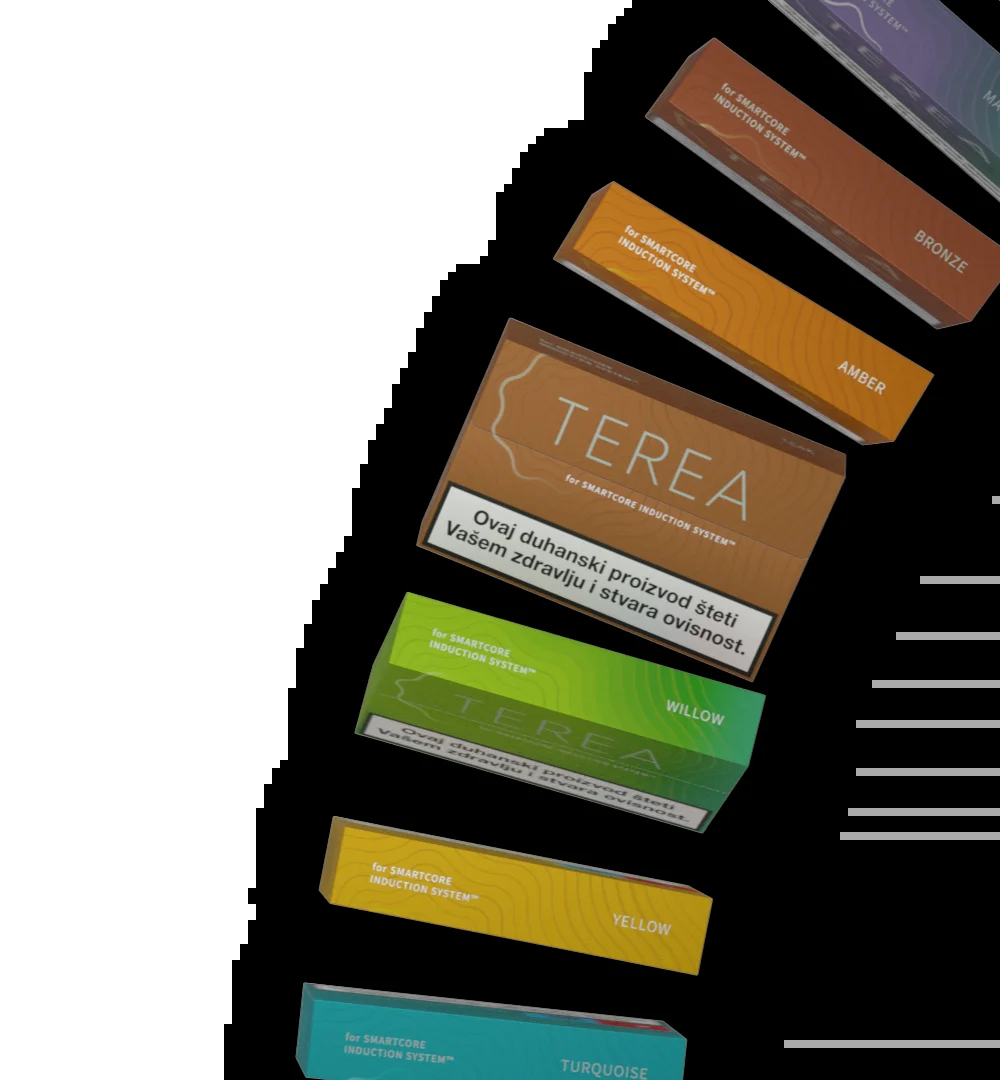 SYSTEM™
TEREA
for SMARTCORE
INDUCTION SYSTEM™
TEREA
BRONZE
for SMARTCORE
INDUCTION SYSTEM™
AMBER
TEREA
for SMARTCORE INDUCTION SYSTEM™
Ovaj duhanski proizvod šteti
Vašem zdravlju i stvara ovisnost.
for SMARTCORE
INDUCTION SYSTEM™
WILLOW
TEREA
Ovaj duhanski proizvod šteti
Vašem zdravlju i stvara ovisnost.
for SMARTCORE
INDUCTION SYSTEM™
YELLOW
for SMARTCORE
INDUCTION SYSTEM™
TURQUOISE